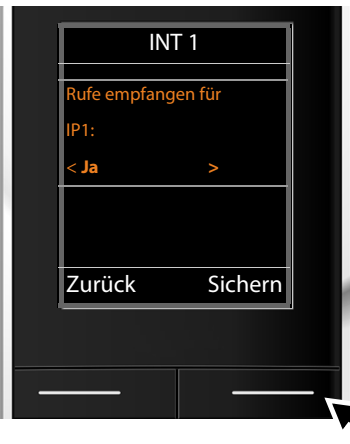 INT 1
Rufe empfangen für
IP1:
< Ja >
Zurück Sichern